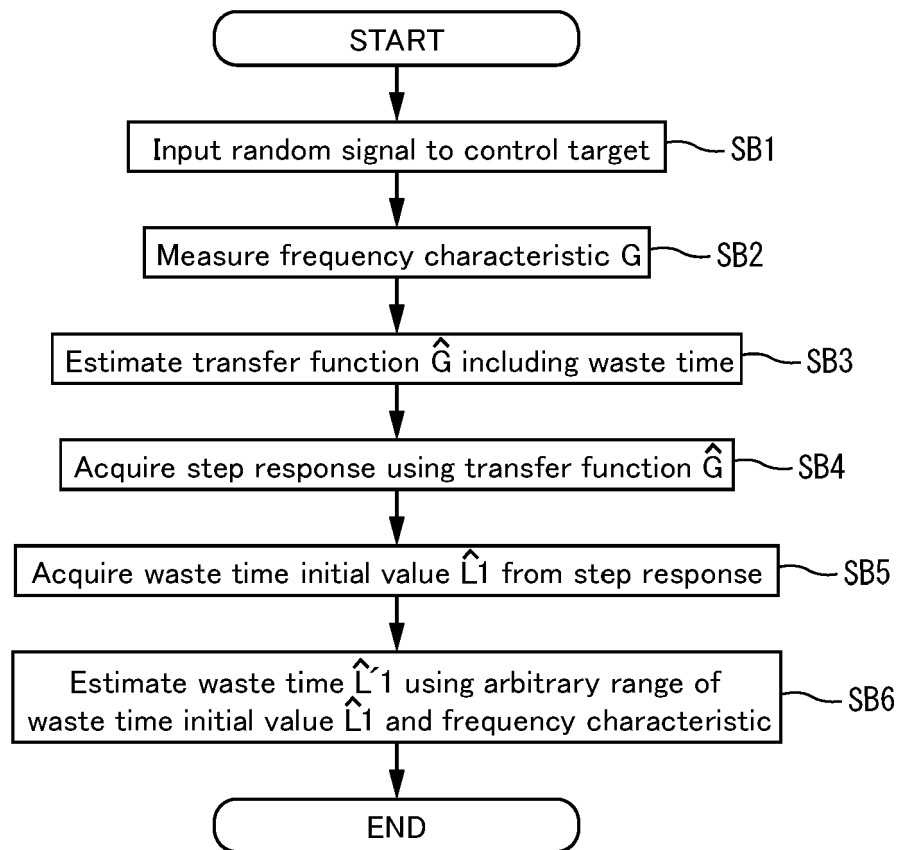 START
Input random signal to control target
SB1
Measure frequency characteristic G
SB2
Estimate transfer function Ĝ including waste time
SB3
Acquire step response using transfer function Ĝ
SB4
Acquire waste time initial value L̂1 from step response
SB5
Estimate waste time L̂´1 using arbitrary range of
waste time initial value L̂1 and frequency characteristic
SB6
END